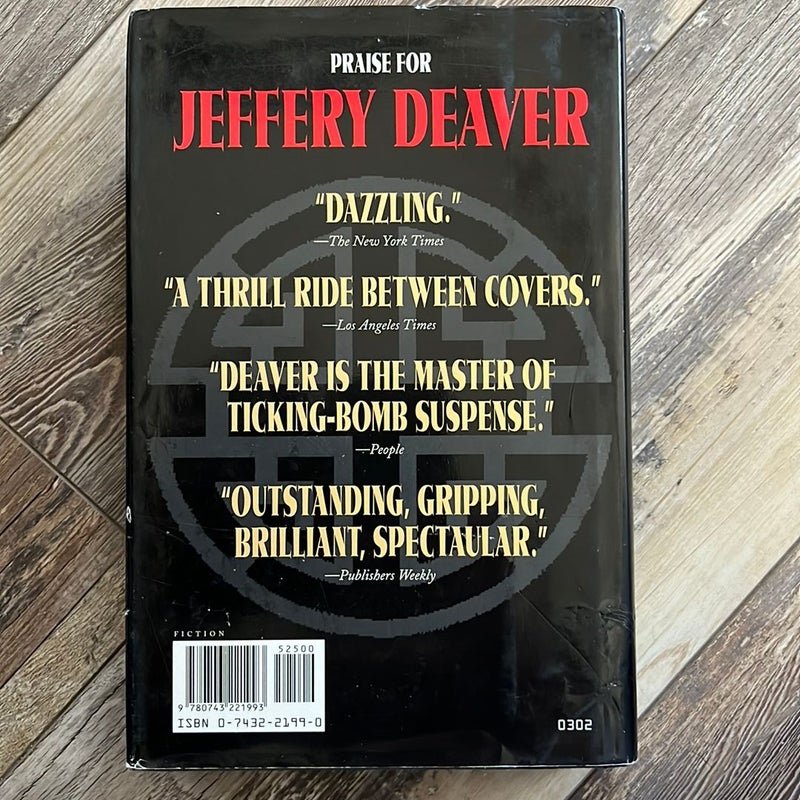 PRAISE FOR
JEFFERY DEAVER
“DAZZLING.”
—The New York Times
“A THRILL RIDE BETWEEN COVERS.”
—Los Angeles Times
“DEAVER IS THE MASTER OF
TICKING-BOMB SUSPENSE.”
—People
“OUTSTANDING, GRIPPING,
BRILLIANT, SPECTAULAR.”
—Publishers Weekly
FICTION
52500
9 780743 221993
ISBN 0-7432-2199-0
0302